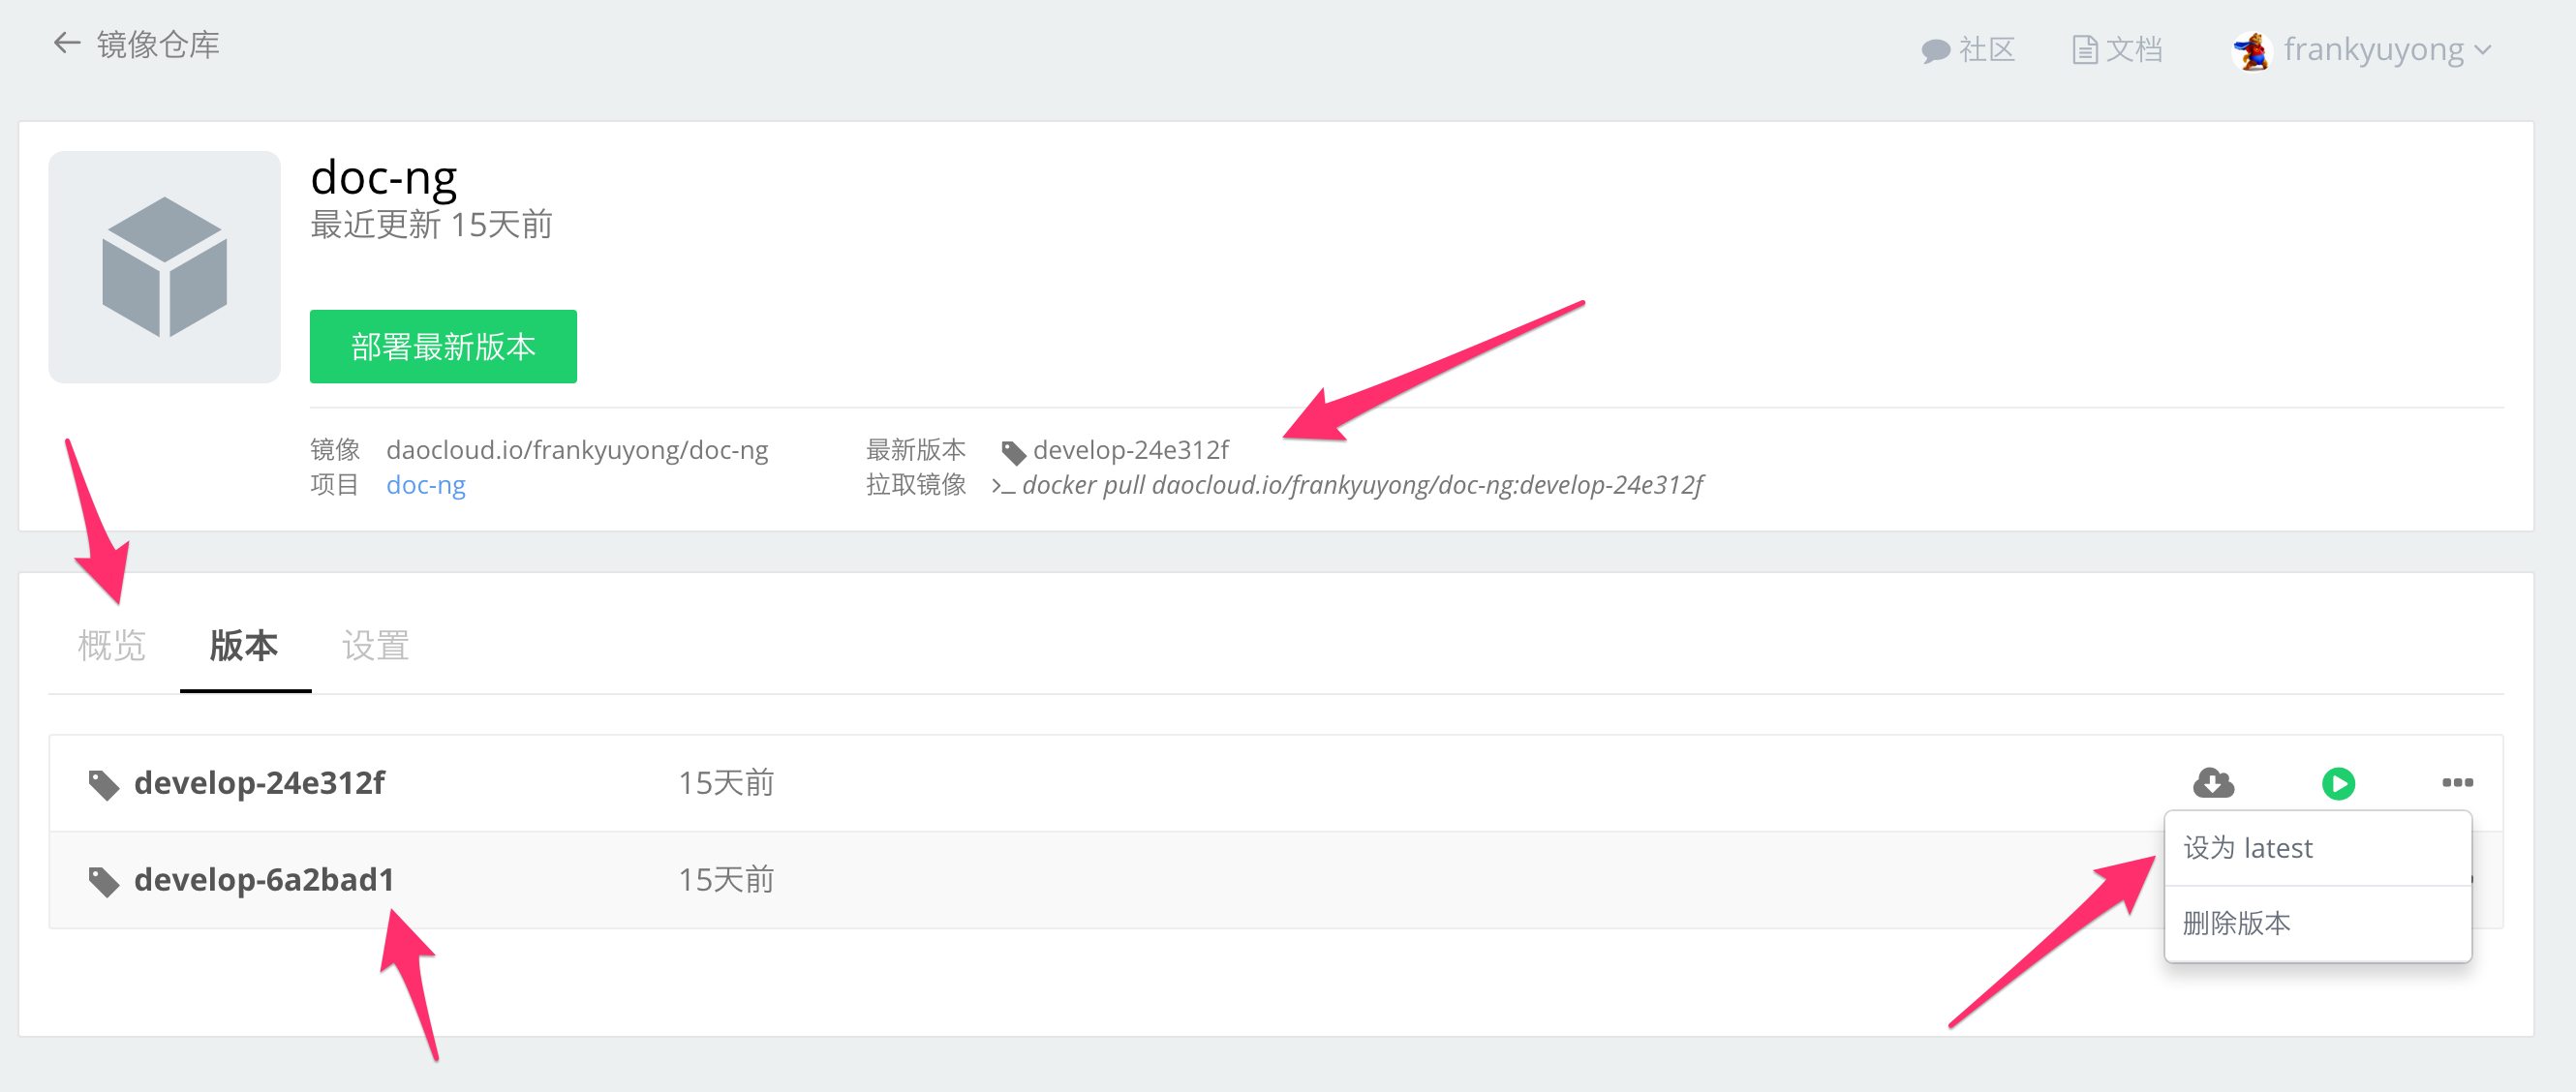 镜像仓库
社区 文档 frankyuyong
doc-ng
最近更新 15天前
部署最新版本
镜像 daocloud.io/frankyuyong/doc-ng 最新版本 develop-24e312f
项目 doc-ng 拉取镜像 docker pull daocloud.io/frankyuyong/doc-ng:develop-24e312f
概览 版本 设置
develop-24e312f 15天前
设为 latest
develop-6a2bad1 15天前
删除版本